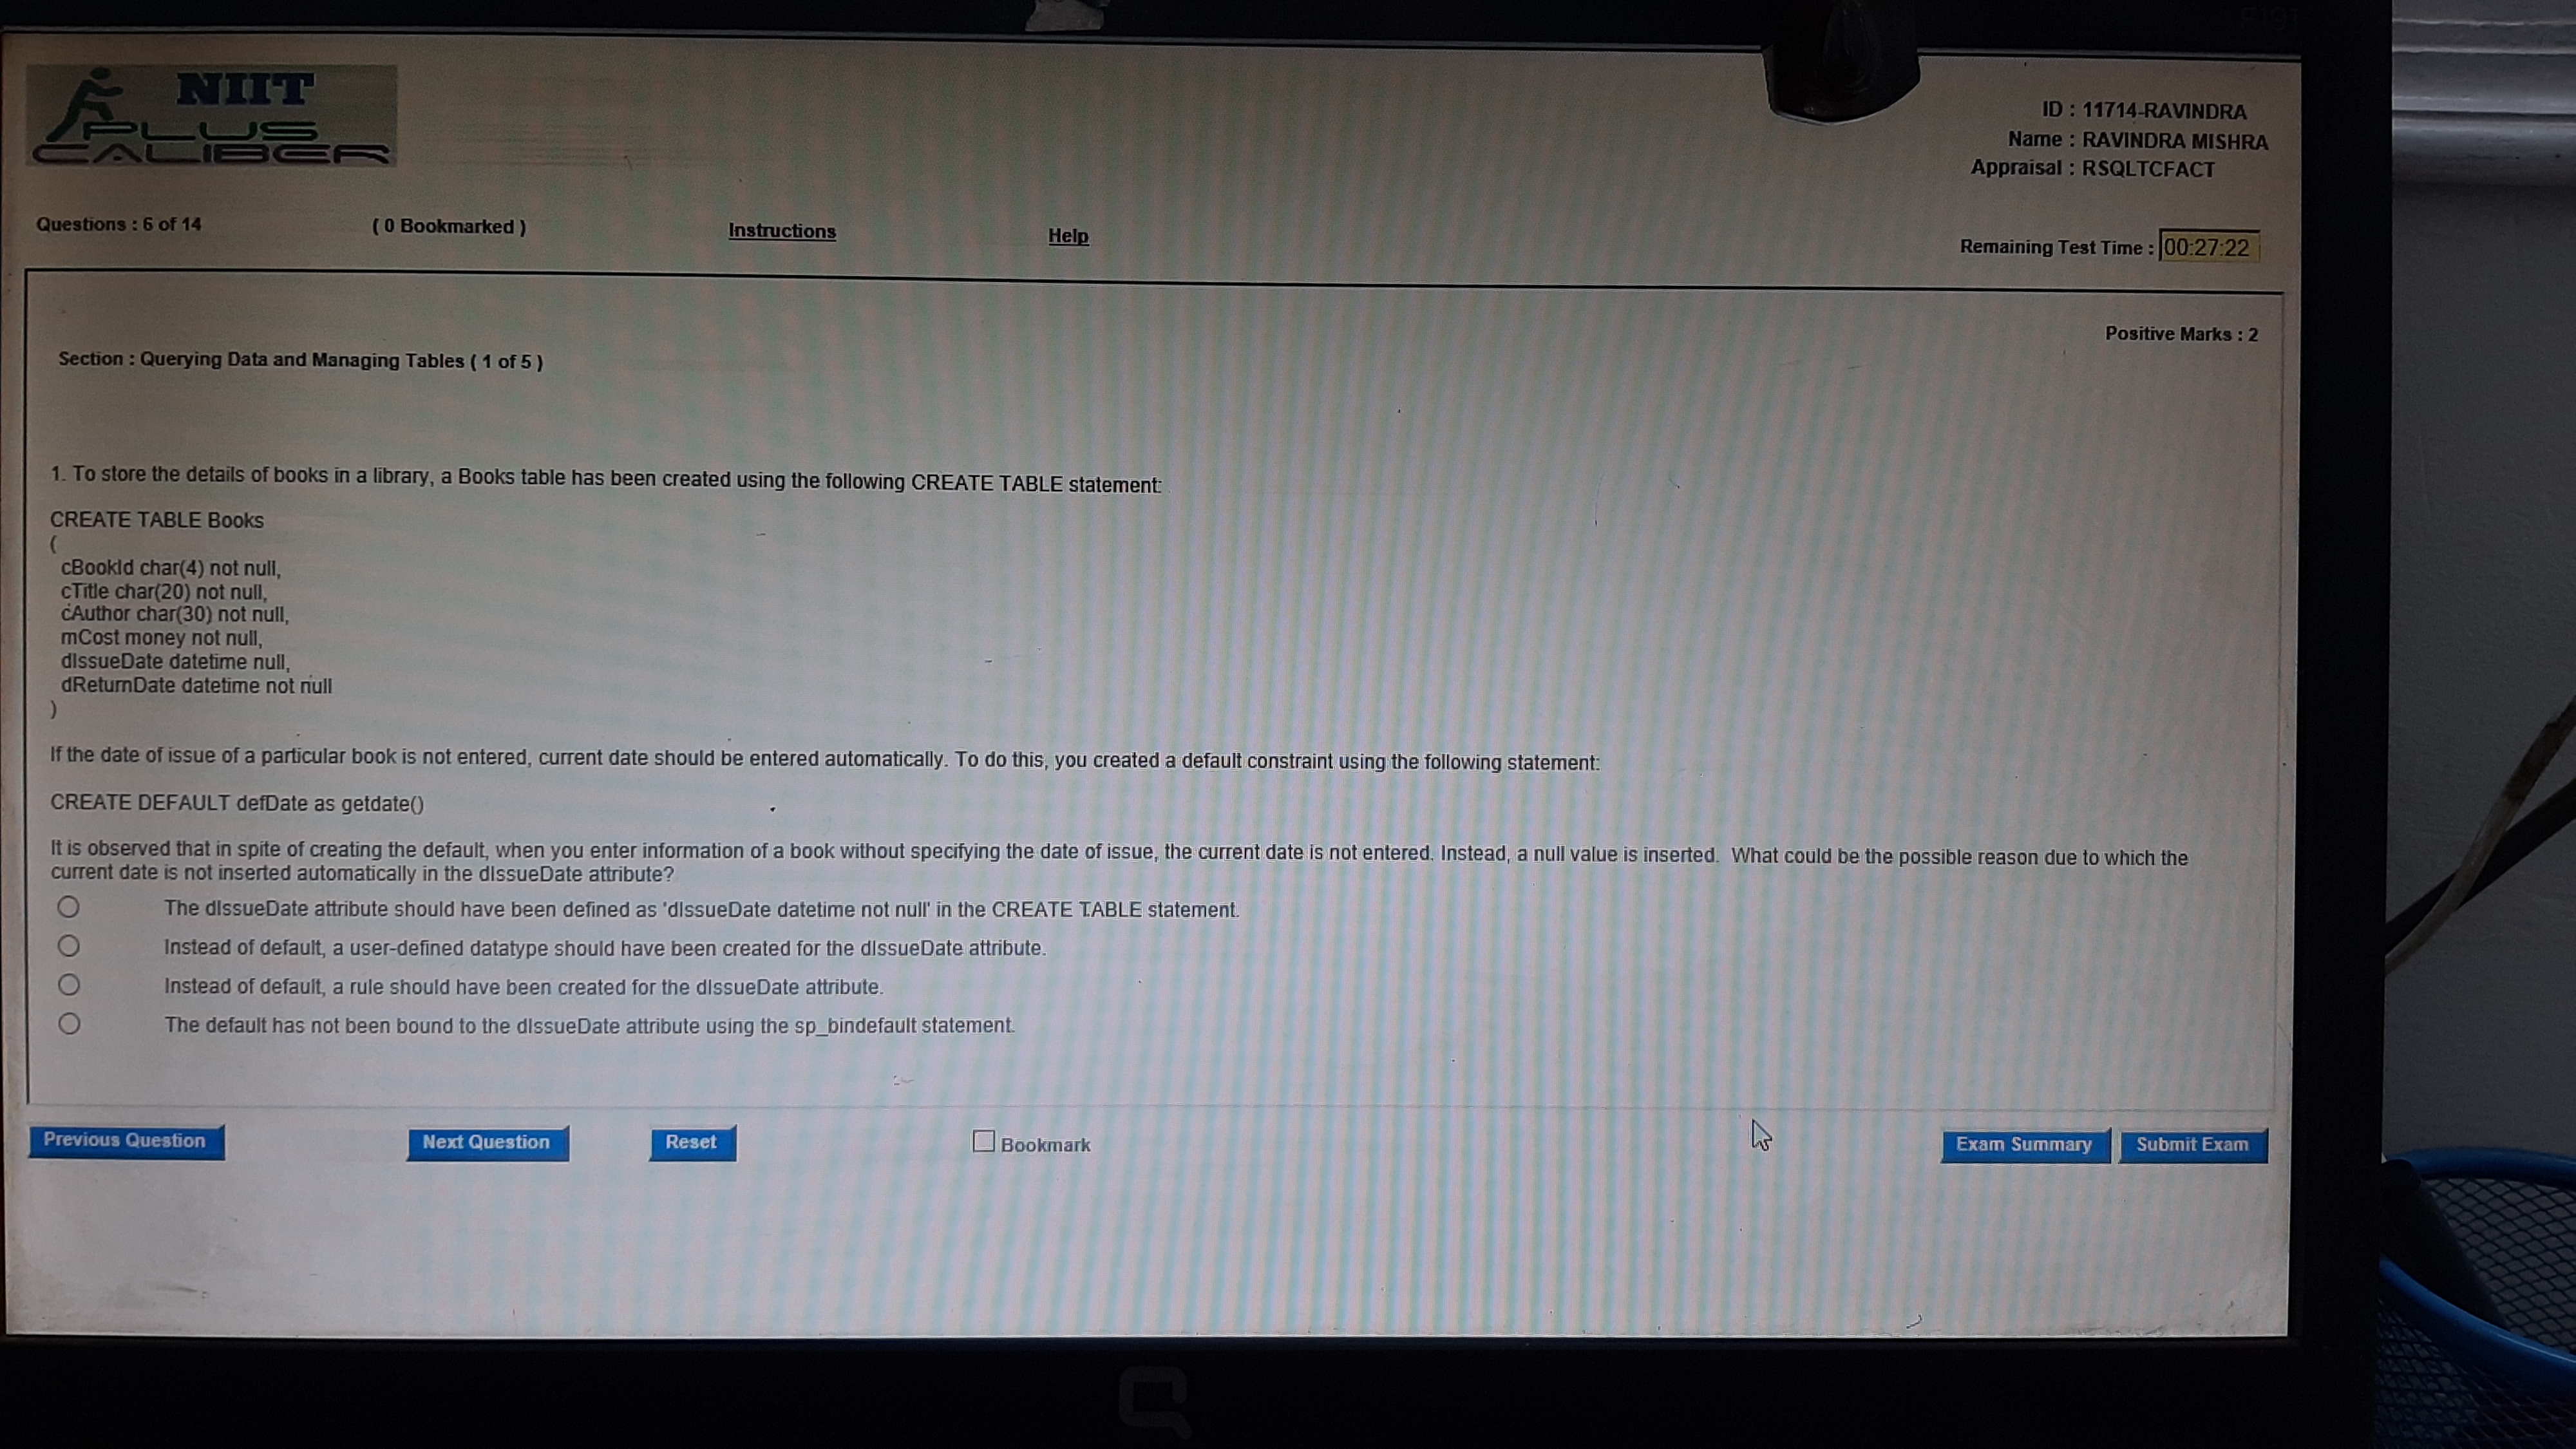 NIIT
PLUS
CALIBER
ID : 11714-RAVINDRA
Name : RAVINDRA MISHRA
Appraisal : RSQLTCFACT
Questions : 6 of 14 ( 0 Bookmarked ) Instructions Help
Remaining Test Time : 00:27:22
Positive Marks : 2
Section : Querying Data and Managing Tables ( 1 of 5 )
1. To store the details of books in a library, a Books table has been created using the following CREATE TABLE statement:
CREATE TABLE Books
(
cBookId char(4) not null,
cTitle char(20) not null,
cAuthor char(30) not null,
mCost money not null,
dIssueDate datetime null,
dReturnDate datetime not null
)
If the date of issue of a particular book is not entered, current date should be entered automatically. To do this, you created a default constraint using the following statement:
CREATE DEFAULT defDate as getdate()
It is observed that in spite of creating the default, when you enter information of a book without specifying the date of issue, the current date is not entered. Instead, a null value is inserted. What could be the possible reason due to which the
current date is not inserted automatically in the dIssueDate attribute?
The dIssueDate attribute should have been defined as 'dIssueDate datetime not null' in the CREATE TABLE statement.
Instead of default, a user-defined datatype should have been created for the dIssueDate attribute.
Instead of default, a rule should have been created for the dIssueDate attribute.
The default has not been bound to the dIssueDate attribute using the sp_bindefault statement.
Previous Question Next Question Reset Bookmark Exam Summary Submit Exam